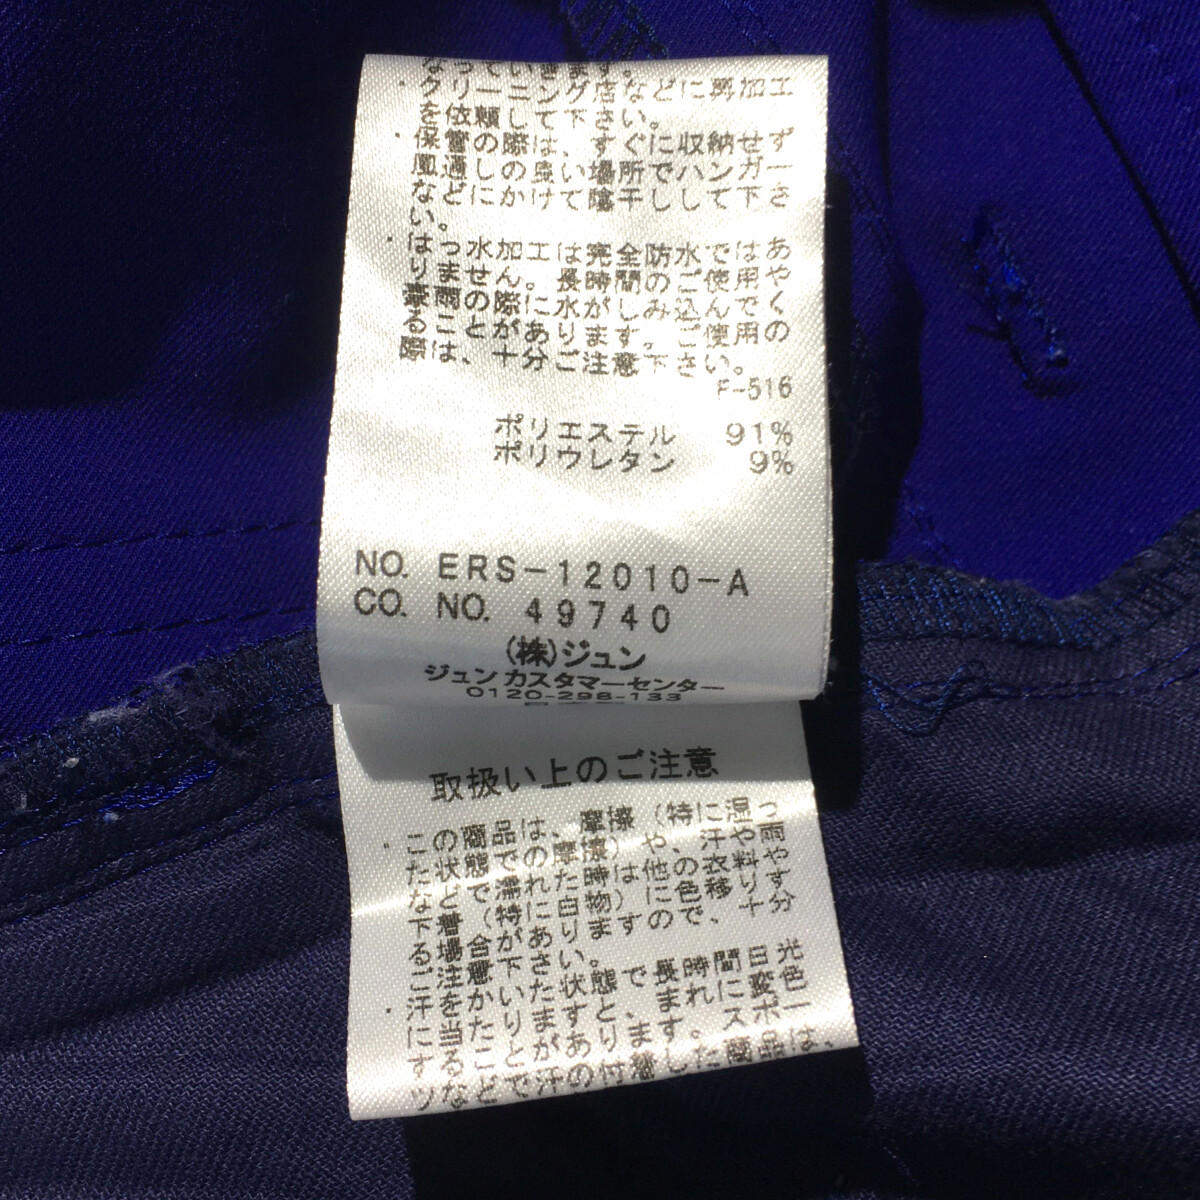 なっていきます。
クリーニング店などに再加工
を依頼して下さい。
・保管の際は、すぐに収納せず
風通しの良い場所でハンガー
などにかけて陰干しして下さ
い。
・はっ水加工は完全防水ではあ
りません。長時間のご使用や
豪雨の際に水がしみ込んでく
ることがあります。ご使用の
際は、十分ご注意下さい。
F-516
ポリエステル 91%
ポリウレタン 9%
NO. ERS-12010-A
CO. NO. 49740
(株)ジュン
ジュン カスタマーセンター
0120-298-133
取扱い上のご注意
・この商品は、摩擦(特に湿っ
た状態での摩擦)や、汗や雨
などで濡れた時は他の衣料や
下着(特に白物)に色移りす
る場合があります ので、十分
ご注意下さい。
・汗を意かいた状態で、長時間日光
に当たりますと、
すること がありま
ツなどで汗の付着した商品は、